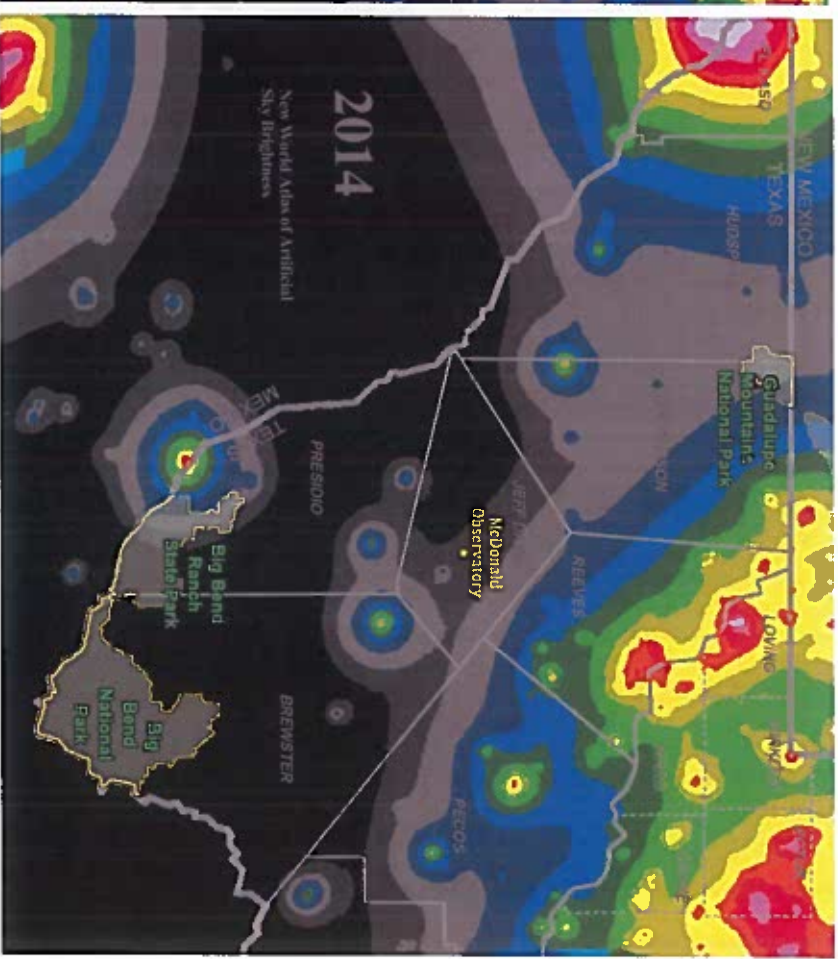 2014
New World Atlas of Artificial
Sky Brightness
NEW MEXICO
TEXAS
Guadalupe
Mountains
National Park
LOVING
REEVES
McDonald
Observatory
PRESIDIO
MEXICO
Big Bend
Ranch
State Park
Big
Bend
National
Park
BREWSTER
PECOS